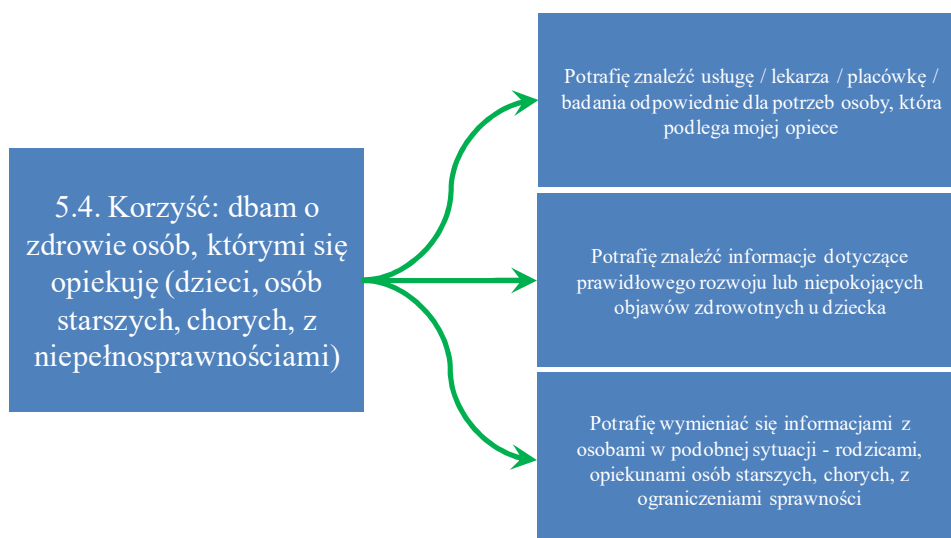 5.4. Korzyść: dbam o
zdrowie osób, którymi się
opiekuję (dzieci, osób
starszych, chorych, z
niepełnosprawnościami)
Potrafię znaleźć usługę / lekarza / placówkę /
badania odpowiednie dla potrzeb osoby, która
podlega mojej opiece
Potrafię znaleźć informacje dotyczące
prawidłowego rozwoju lub niepokojących
objawów zdrowotnych u dziecka
Potrafię wymieniać się informacjami z
osobami w podobnej sytuacji - rodzicami,
opiekunami osób starszych, chorych, z
ograniczeniami sprawności